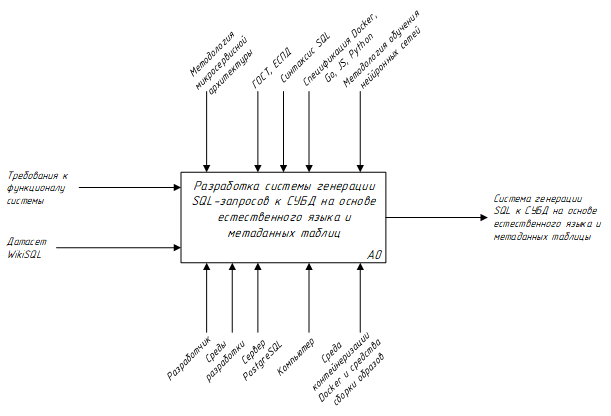 Методология
микросервисной
архитектуры
ГОСТ, ЕСПД
Синтаксис SQL
Спецификация Docker,
Go, JS, Python
Методология обучения
нейронных сетей
Требования к
функционалу
системы
Датасет
WikiSQL
Разработка системы генерации
SQL-запросов к СУБД на основе
естественного языка и
метаданных таблиц
А0
Система генерации
SQL к СУБД на основе
естественного языка и
метаданных таблицы
Разработчик
Среды
разработки
Сервер
PostgreSQL
Компьютер
Среда
контейнеризации
Docker и средства
сборки образов